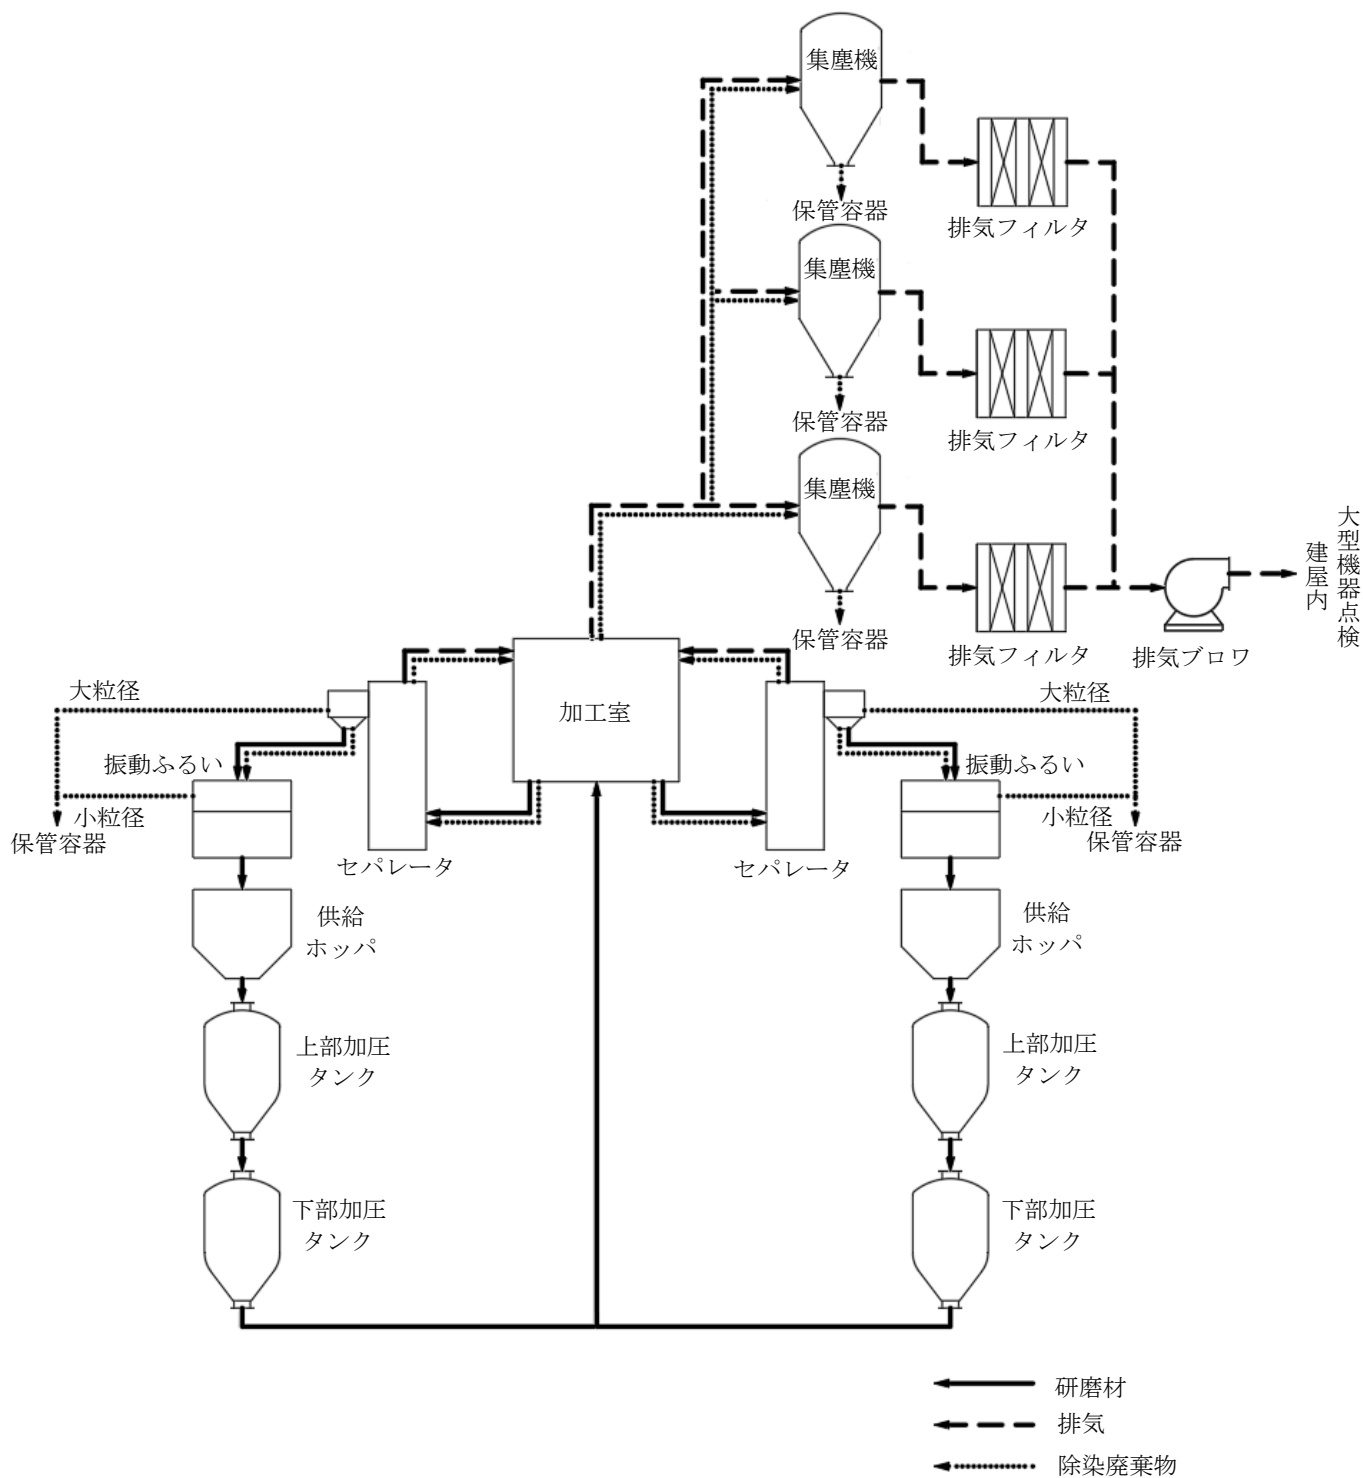 集塵機
保管容器
排気フィルタ
集塵機
保管容器
排気フィルタ
集塵機
保管容器
排気フィルタ
排気ブロワ
大型機器点検
建屋内
加工室
大粒径
振動ふるい
小粒径
保管容器
セパレータ
供給
ホッパ
上部加圧
タンク
下部加圧
タンク
大粒径
振動ふるい
小粒径
保管容器
セパレータ
供給
ホッパ
上部加圧
タンク
下部加圧
タンク
研磨材
排気
除染廃棄物